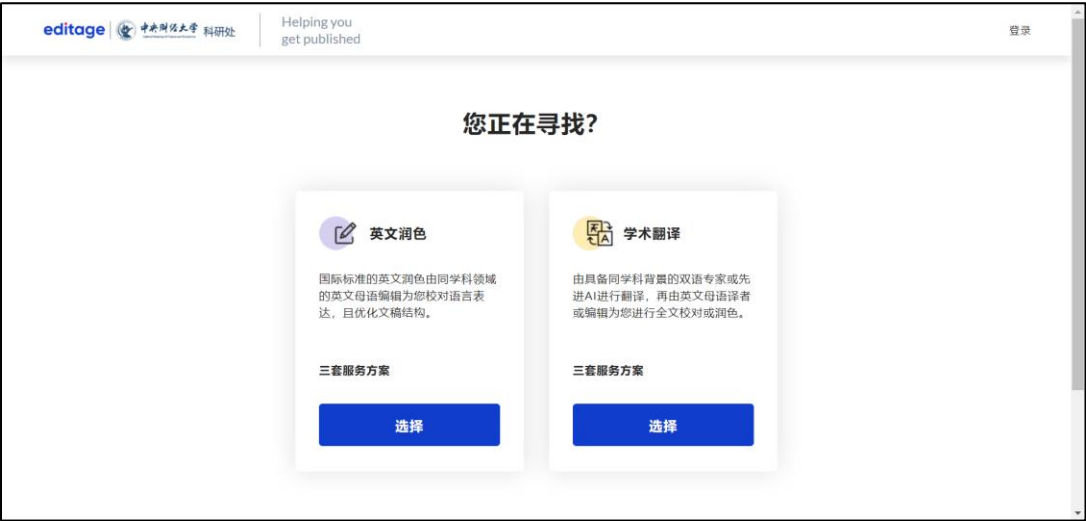 editage 中央财经大学 科研处
Helping you
get published
登录
您正在寻找?
英文润色
国际标准的英文润色由同学科领域
的英文母语编辑为您校对语言表
达，且优化文稿结构。
三套服务方案
选择
学术翻译
由具备同学科背景的双语专家或先
进AI进行翻译，再由英文母语译者
或编辑为您进行全文校对或润色。
三套服务方案
选择